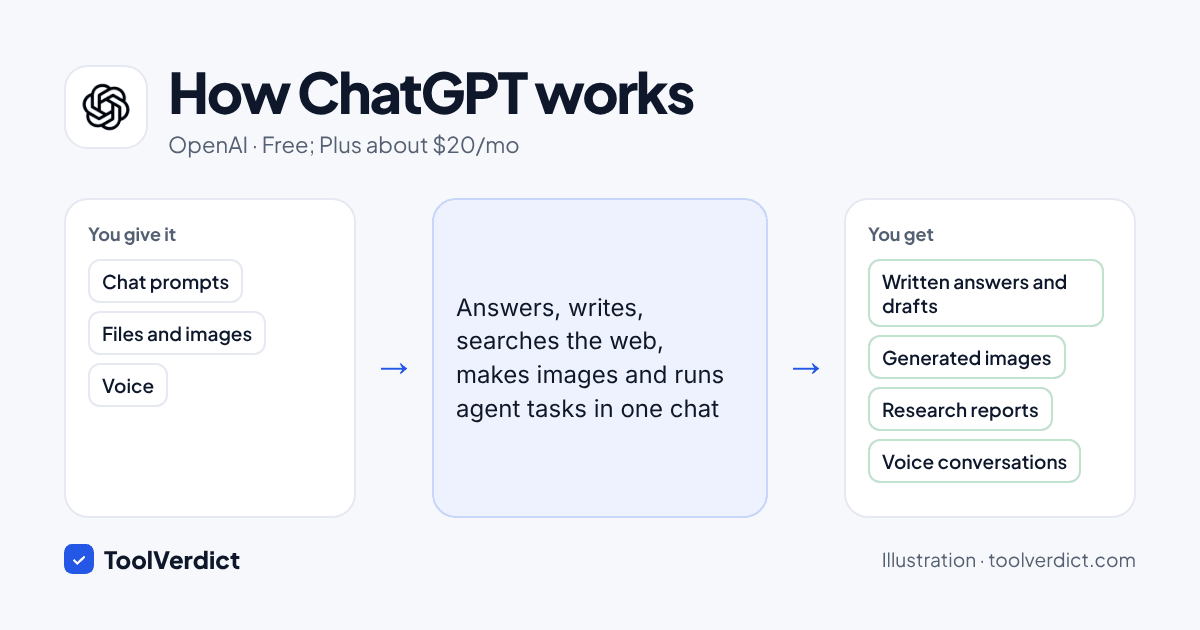 How ChatGPT works
OpenAI · Free; Plus about $20/mo
You give it
Chat prompts
Files and images
Voice
→
Answers, writes,
searches the web,
makes images and runs
agent tasks in one chat
→
You get
Written answers and
drafts
Generated images
Research reports
Voice conversations
ToolVerdict
Illustration · toolverdict.com